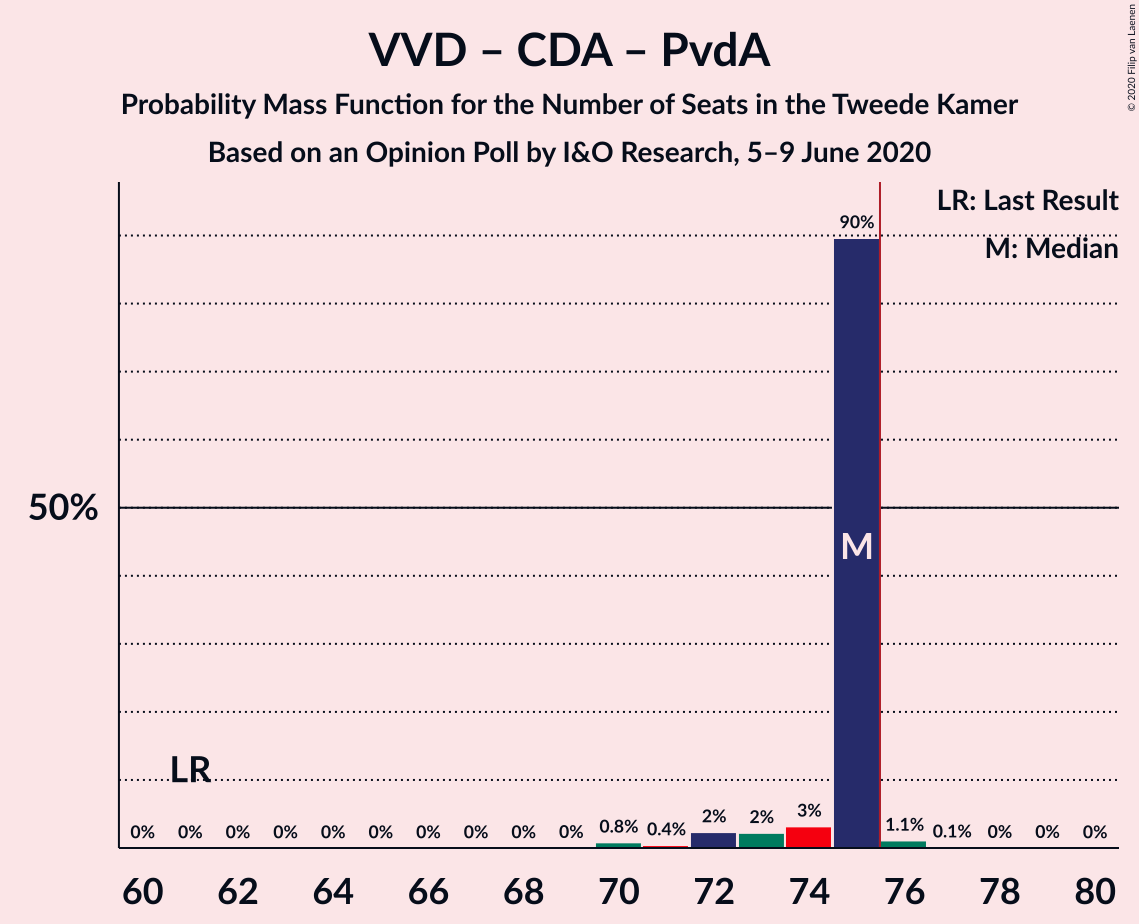 VVD – CDA – PvdA
Probability Mass Function for the Number of Seats in the Tweede Kamer
Based on an Opinion Poll by I&O Research, 5–9 June 2020
© 2020 Filip van Laenen
LR: Last Result
M: Median
90%
50%
M
LR
0% 0% 0% 0% 0% 0% 0% 0% 0% 0% 0.8% 0.4% 2% 2% 3% 1.1% 0.1% 0% 0% 0%
60 62 64 66 68 70 72 74 76 78 80